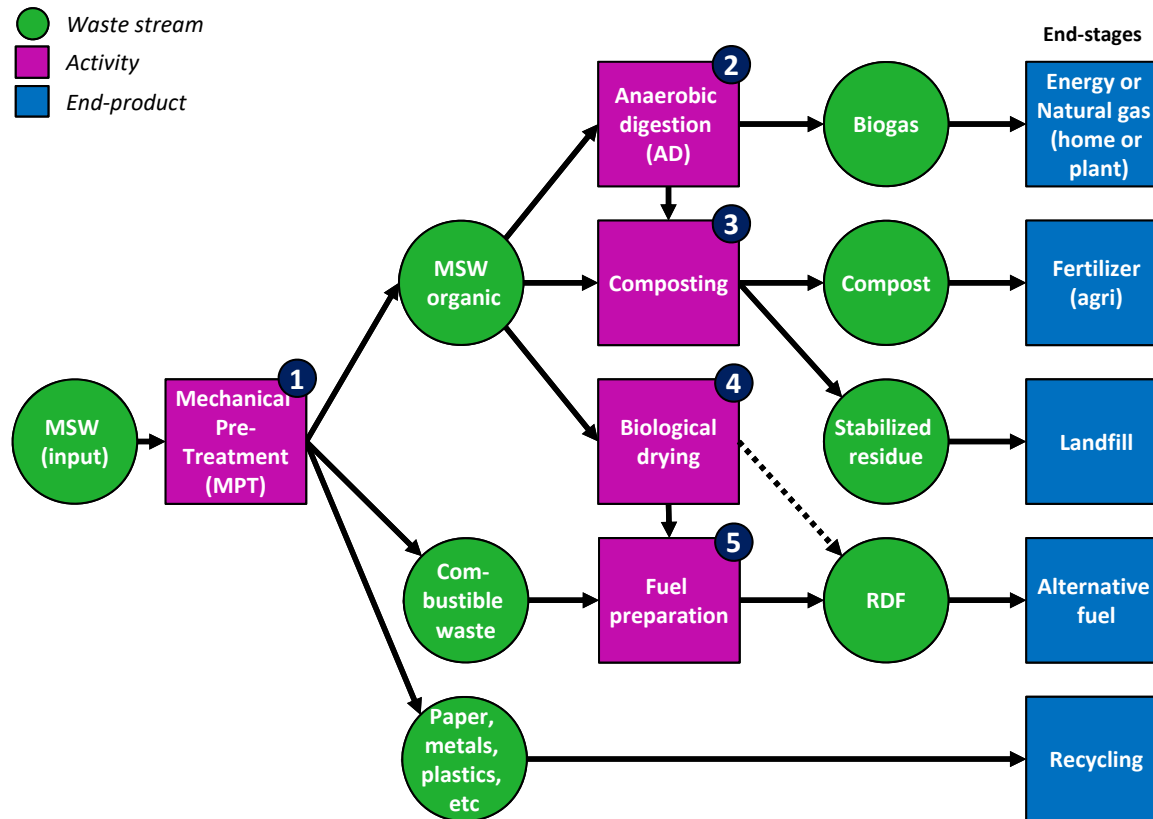 Waste stream
Activity
End-product
End-stages
2
Anaerobic
digestion
(AD)
Biogas
Energy or
Natural gas
(home or
plant)
3
MSW
organic
Composting
Compost
Fertilizer
(agri)
1
MSW
(input)
Mechanical
Pre-
Treatment
(MPT)
4
Biological
drying
Stabilized
residue
Landfill
5
Com-
bustible
waste
Fuel
preparation
RDF
Alternative
fuel
Paper,
metals,
plastics,
etc
Recycling